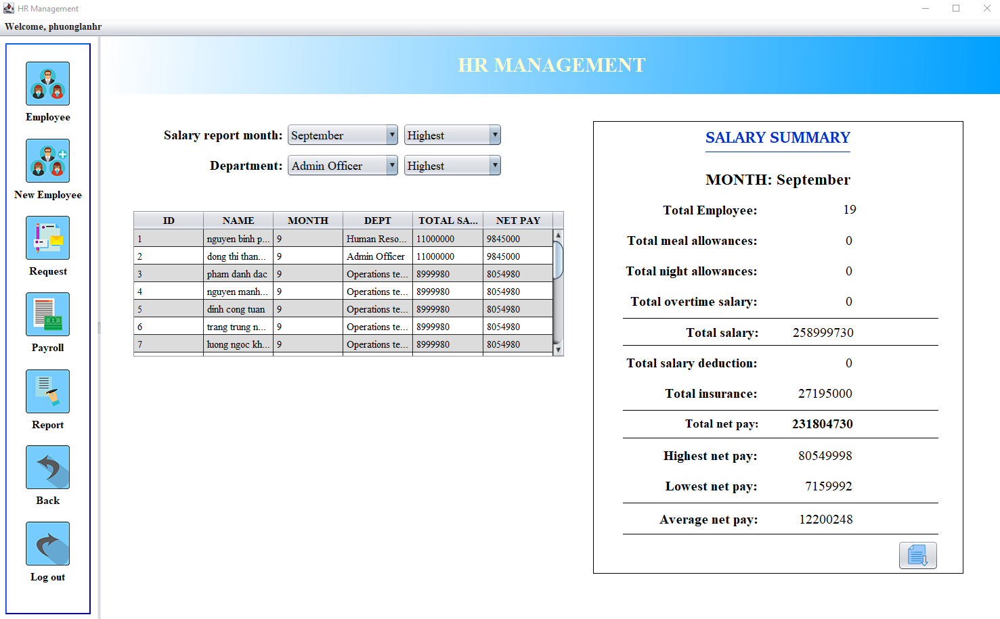 HR Management
Welcome, phuonglanhr
Employee
New Employee
Request
Payroll
Report
Back
Log out
HR MANAGEMENT
Salary report month: September Highest
Department: Admin Officer Highest
ID NAME MONTH DEPT TOTAL SA... NET PAY
1 nguyen binh p... 9 Human Reso... 11000000 9845000
2 dong thi than... 9 Admin Officer 11000000 9845000
3 pham danh dac 9 Operations te... 8999980 8054980
4 nguyen manh... 9 Operations te... 8999980 8054980
5 dinh cong tuan 9 Operations te... 8999980 8054980
6 trang trung n... 9 Operations te... 8999980 8054980
7 luong ngoc kh... 9 Operations te... 8999980 8054980
SALARY SUMMARY
MONTH: September
Total Employee: 19
Total meal allowances: 0
Total night allowances: 0
Total overtime salary: 0
Total salary: 258999730
Total salary deduction: 0
Total insurance: 27195000
Total net pay: 231804730
Highest net pay: 80549998
Lowest net pay: 7159992
Average net pay: 12200248